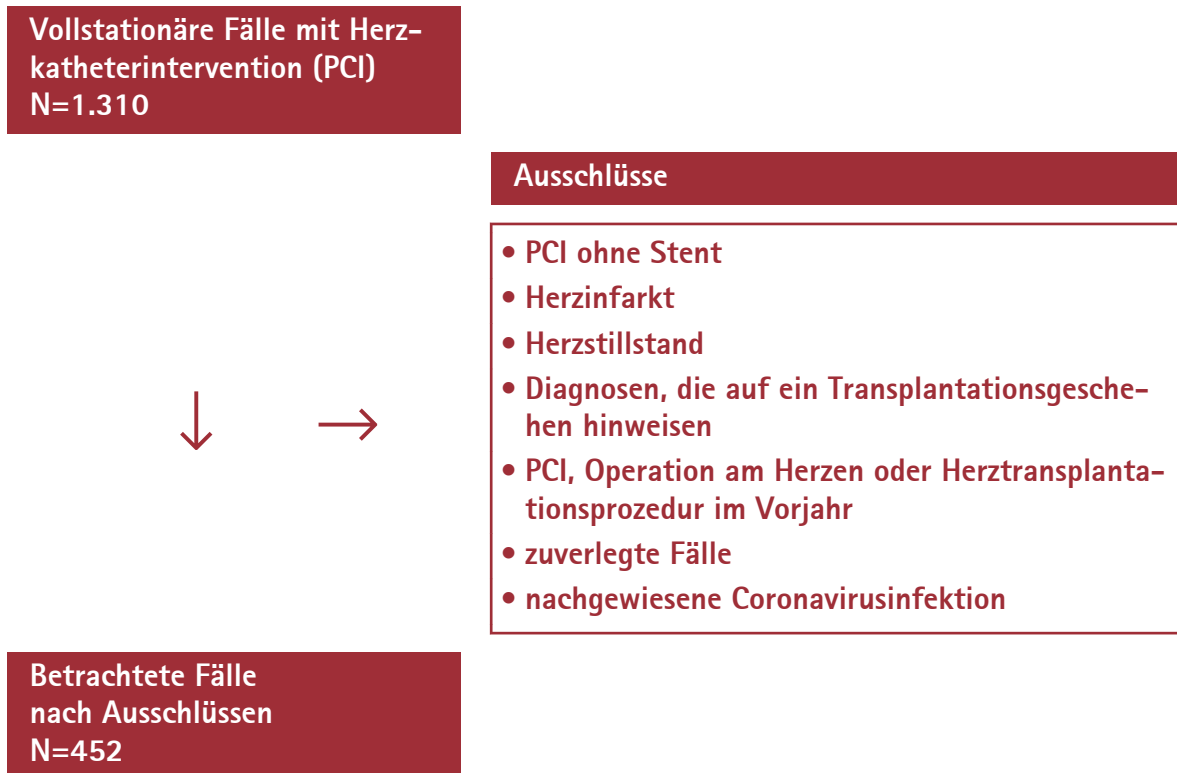 Vollstationäre Fälle mit Herz-
katheterintervention (PCI)
N=1.310
Ausschlüsse
• PCI ohne Stent
• Herzinfarkt
• Herzstillstand
• Diagnosen, die auf ein Transplantationsgesche-
hen hinweisen
• PCI, Operation am Herzen oder Herztransplanta-
tionsprozedur im Vorjahr
• zuverlegte Fälle
• nachgewiesene Coronavirusinfektion
Betrachtete Fälle
nach Ausschlüssen
N=452